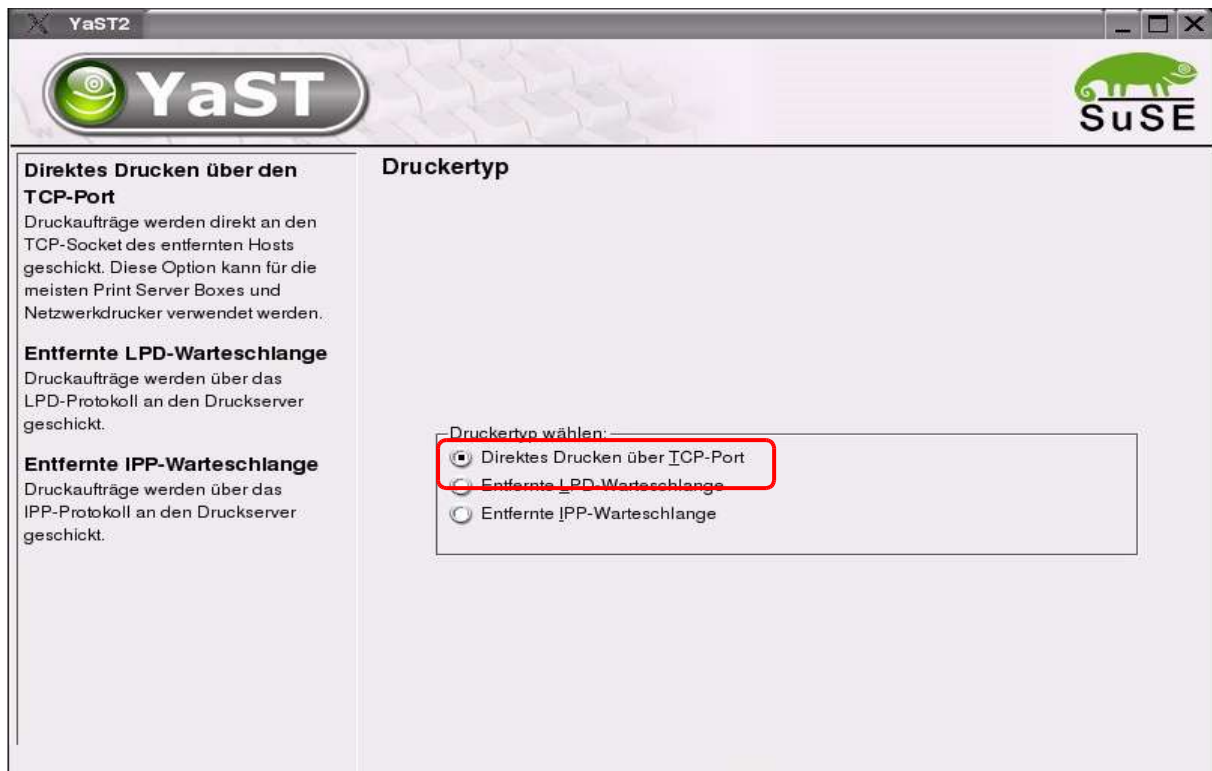 YaST2
YaST
SuSE
Direktes Drucken über den
TCP-Port
Druckaufträge werden direkt an den
TCP-Socket des entfernten Hosts
geschickt. Diese Option kann für die
meisten Print Server Boxes und
Netzwerkdrucker verwendet werden.
Entfernte LPD-Warteschlange
Druckaufträge werden über das
LPD-Protokoll an den Druckserver
geschickt.
Entfernte IPP-Warteschlange
Druckaufträge werden über das
IPP-Protokoll an den Druckserver
geschickt.
Druckertyp
Druckertyp wählen:
Direktes Drucken über TCP-Port
Entfernte LPD-Warteschlange
Entfernte IPP-Warteschlange